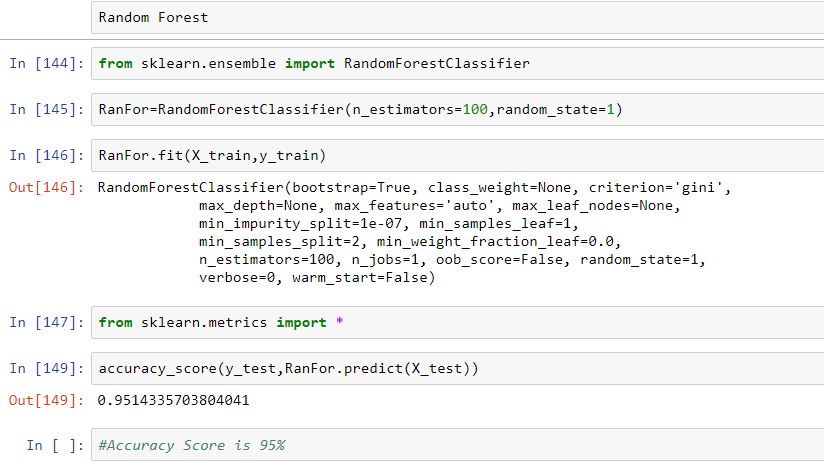 Random Forest
In [144]: from sklearn.ensemble import RandomForestClassifier
In [145]: RanFor=RandomForestClassifier(n_estimators=100,random_state=1)
In [146]: RanFor.fit(X_train,y_train)
Out[146]: RandomForestClassifier(bootstrap=True, class_weight=None, criterion='gini',
            max_depth=None, max_features='auto', max_leaf_nodes=None,
            min_impurity_split=1e-07, min_samples_leaf=1,
            min_samples_split=2, min_weight_fraction_leaf=0.0,
            n_estimators=100, n_jobs=1, oob_score=False, random_state=1,
            verbose=0, warm_start=False)
In [147]: from sklearn.metrics import *
In [149]: accuracy_score(y_test,RanFor.predict(X_test))
Out[149]: 0.9514335703804041
In [ ]: #Accuracy Score is 95%